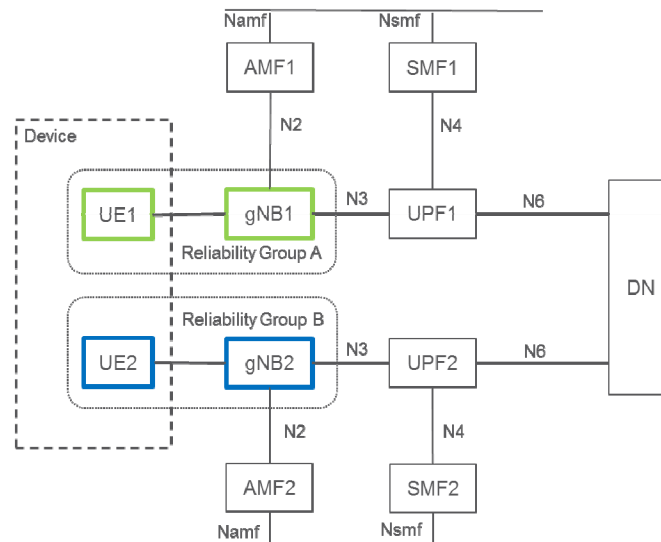 Namf
Nsmf
AMF1
SMF1
N2
N4
Device
UE1
gNB1
N3
UPF1
N6
Reliability Group A
DN
Reliability Group B
UE2
gNB2
N3
UPF2
N6
N2
N4
AMF2
SMF2
Namf
Nsmf